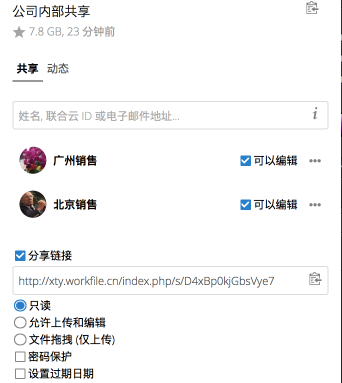 公司内部共享
★ 7.8 GB, 23 分钟前
共享 动态
姓名, 联合云 ID 或电子邮件地址... i
广州销售 可以编辑 •••
北京销售 可以编辑 •••
分享链接
http://xty.workfile.cn/index.php/s/D4xBp0kjGbsVye7
只读
允许上传和编辑
文件拖拽 (仅上传)
密码保护
设置过期日期